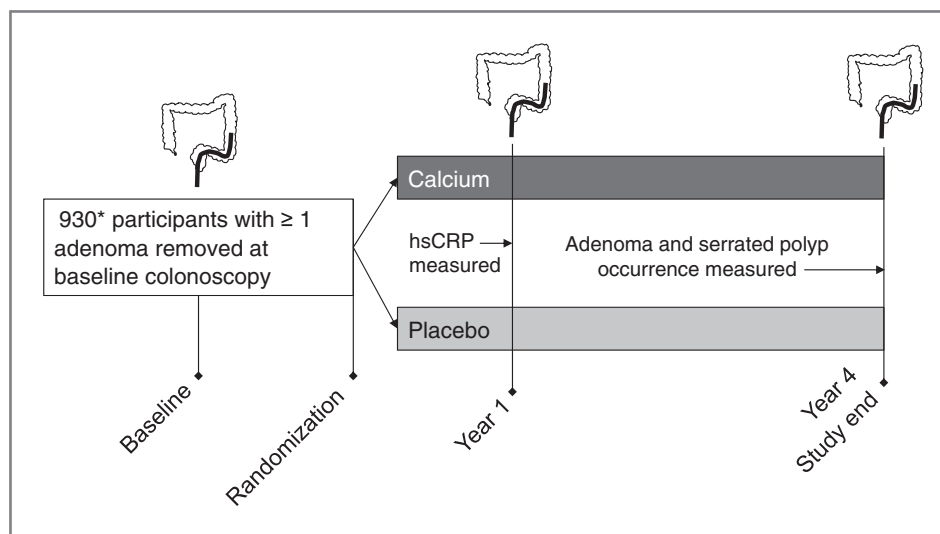 930* participants with ≥ 1
adenoma removed at
baseline colonoscopy
Calcium
hsCRP
measured
Adenoma and serrated polyp
occurrence measured
Placebo
Baseline
Randomization
Year 1
Year 4
Study end